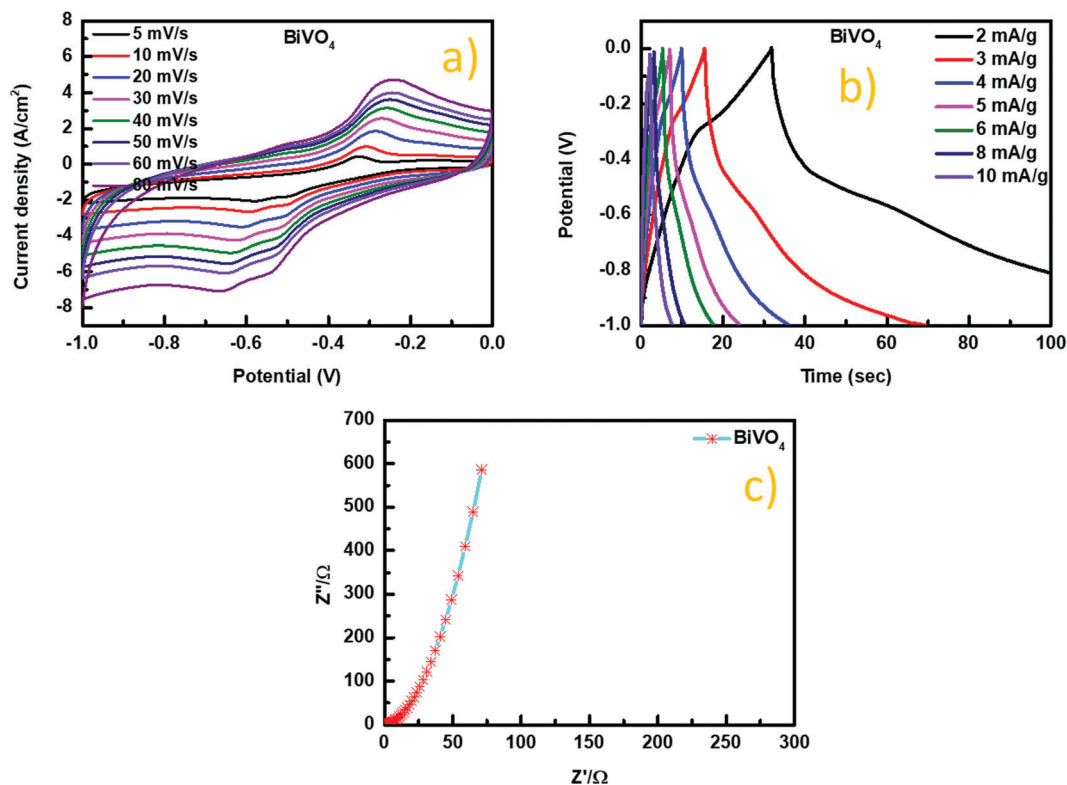 BiVO₄
a)
5 mV/s
10 mV/s
20 mV/s
30 mV/s
40 mV/s
50 mV/s
60 mV/s
80 mV/s
Current density (A/cm²)
8
6
4
2
0
-2
-4
-6
-8
-1.0 -0.8 -0.6 -0.4 -0.2 0.0
Potential (V)
BiVO₄
b)
2 mA/g
3 mA/g
4 mA/g
5 mA/g
6 mA/g
8 mA/g
10 mA/g
Potential (V)
0.0
-0.2
-0.4
-0.6
-0.8
-1.0
0 20 40 60 80 100
Time (sec)
BiVO₄
c)
Z''/Ω
700
600
500
400
300
200
100
0
0 50 100 150 200 250 300
Z'/Ω